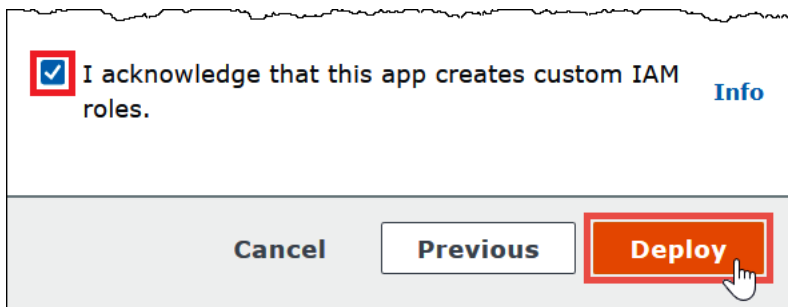 I acknowledge that this app creates custom IAM
roles.
Info
Cancel
Previous
Deploy